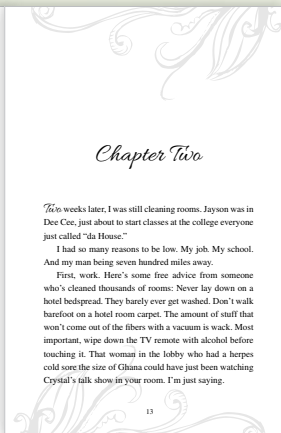 Chapter Two
Two weeks later, I was still cleaning rooms. Jayson was in
Dee Cee, just about to start classes at the college everyone
just called “da House.”
I had so many reasons to be low. My job. My school.
And my man being seven hundred miles away.
First, work. Here’s some free advice from someone
who’s cleaned thousands of rooms: Never lay down on a
hotel bedspread. They barely ever get washed. Don’t walk
barefoot on a hotel room carpet. The amount of stuff that
won’t come out of the fibers with a vacuum is wack. Most
important, wipe down the TV remote with alcohol before
touching it. That woman in the lobby who had a herpes
cold sore the size of Ghana could have just been watching
Crystal’s talk show in your room. I’m just saying.
13